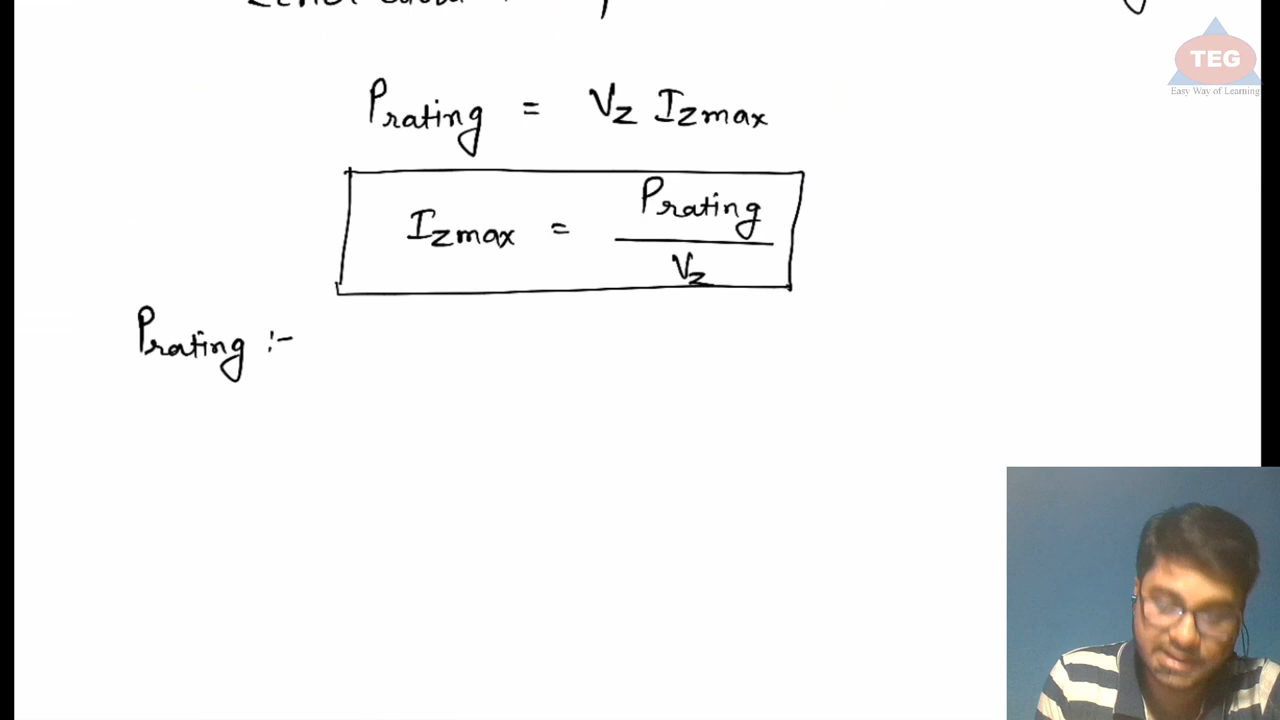 TEG
Easy Way of Learning
Prating = Vz Izmax
Izmax = Prating / Vz
Prating :-